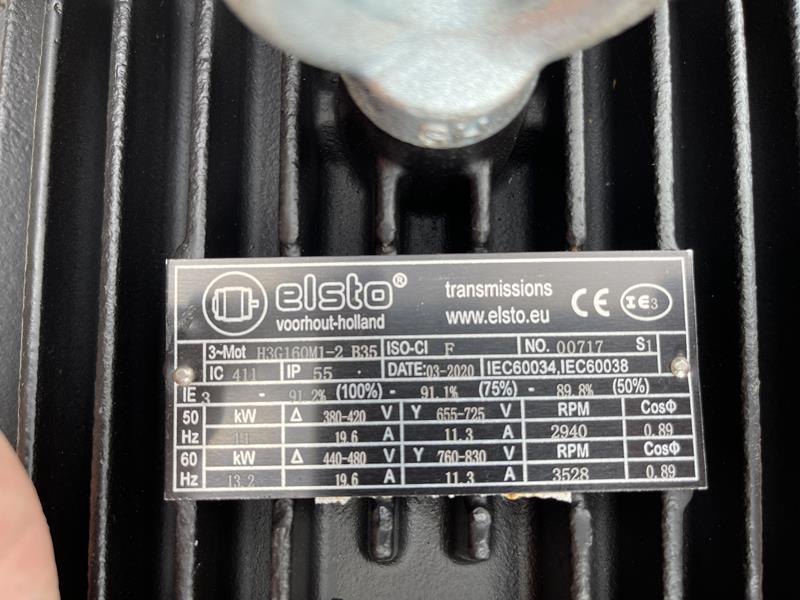 elsto® transmissions CE IE3
voorhout-holland www.elsto.eu
3~Mot H3G160M1-2 B35 ISO-Cl F NO. 00717 S1
IC 411 IP 55 DATE:03-2020 IEC60034,IEC60038
IE 3 - 91.2% (100%) - 91.1% (75%) - 89.8% (50%)
50 kW Δ 380-420 V Y 655-725 V RPM CosΦ
Hz 11 19.6 A 11.3 A 2940 0.89
60 kW Δ 440-480 V Y 760-830 V RPM CosΦ
Hz 13.2 19.6 A 11.3 A 3528 0.89